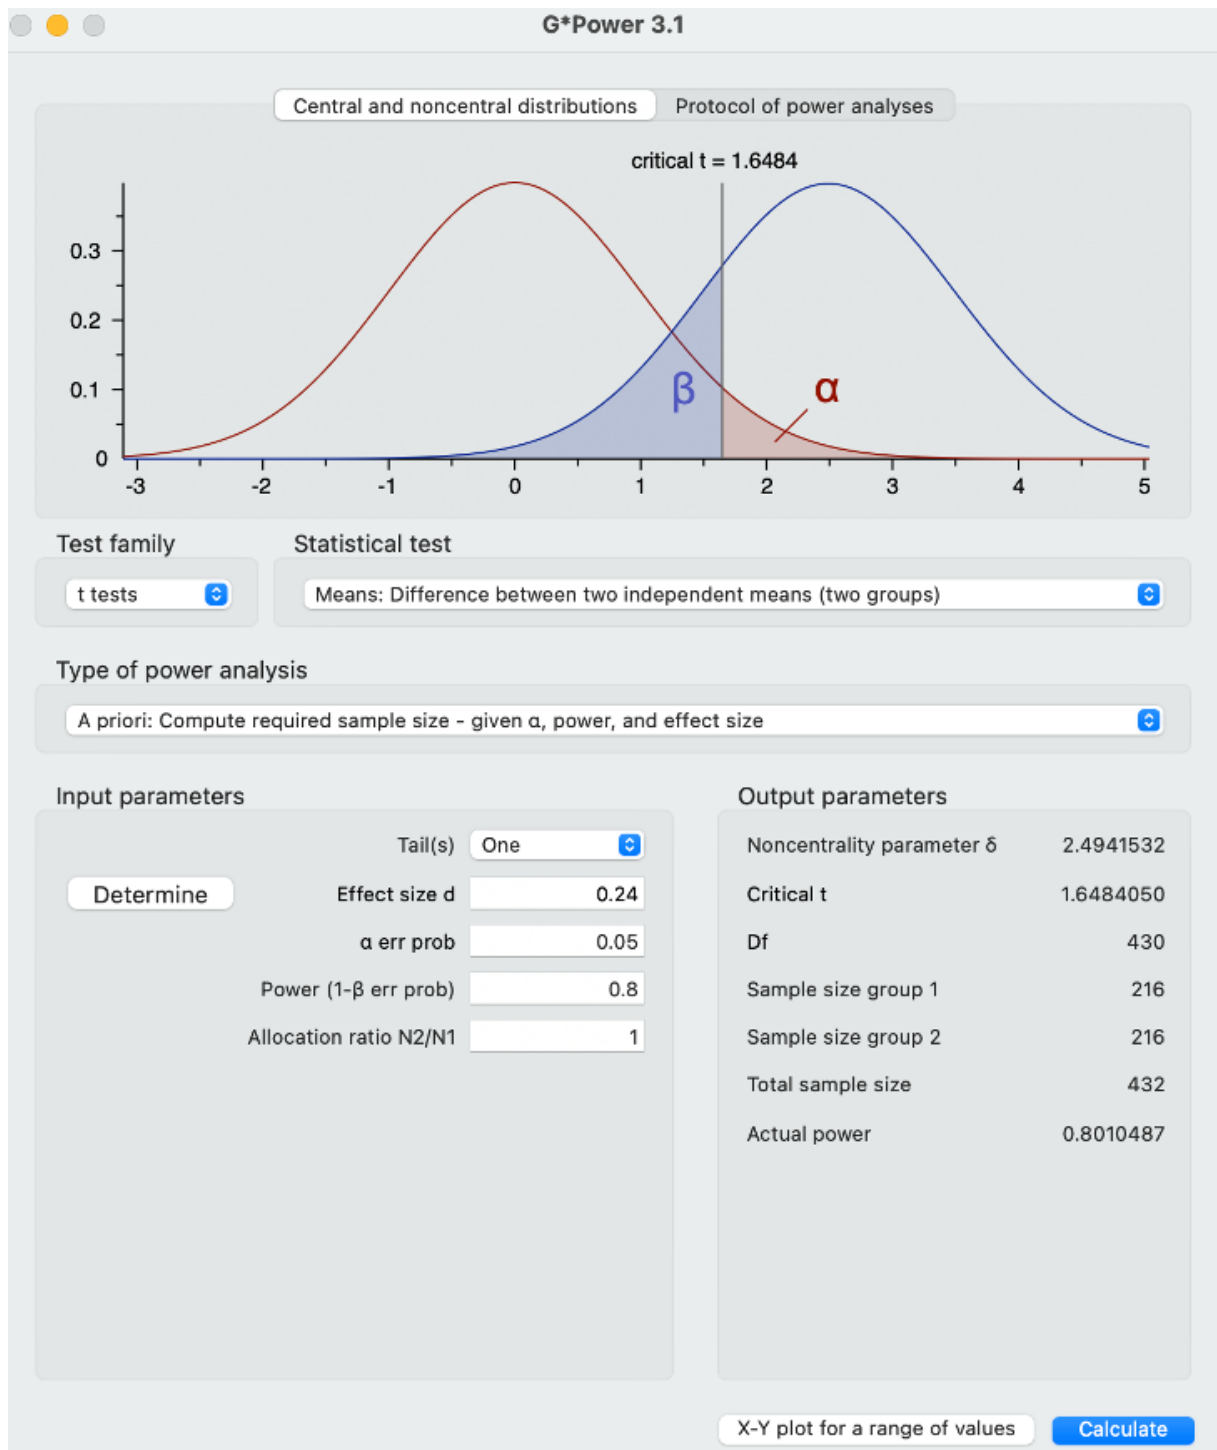 G*Power 3.1
Central and noncentral distributions Protocol of power analyses
critical t = 1.6484
0.3
0.2
0.1
0
β
α
-3 -2 -1 0 1 2 3 4 5
Test family Statistical test
t tests Means: Difference between two independent means (two groups)
Type of power analysis
A priori: Compute required sample size - given α, power, and effect size
Input parameters Output parameters
Tail(s) One Noncentrality parameter δ 2.4941532
Determine Effect size d 0.24 Critical t 1.6484050
α err prob 0.05 Df 430
Power (1-β err prob) 0.8 Sample size group 1 216
Allocation ratio N2/N1 1 Sample size group 2 216
Total sample size 432
Actual power 0.8010487
X-Y plot for a range of values Calculate